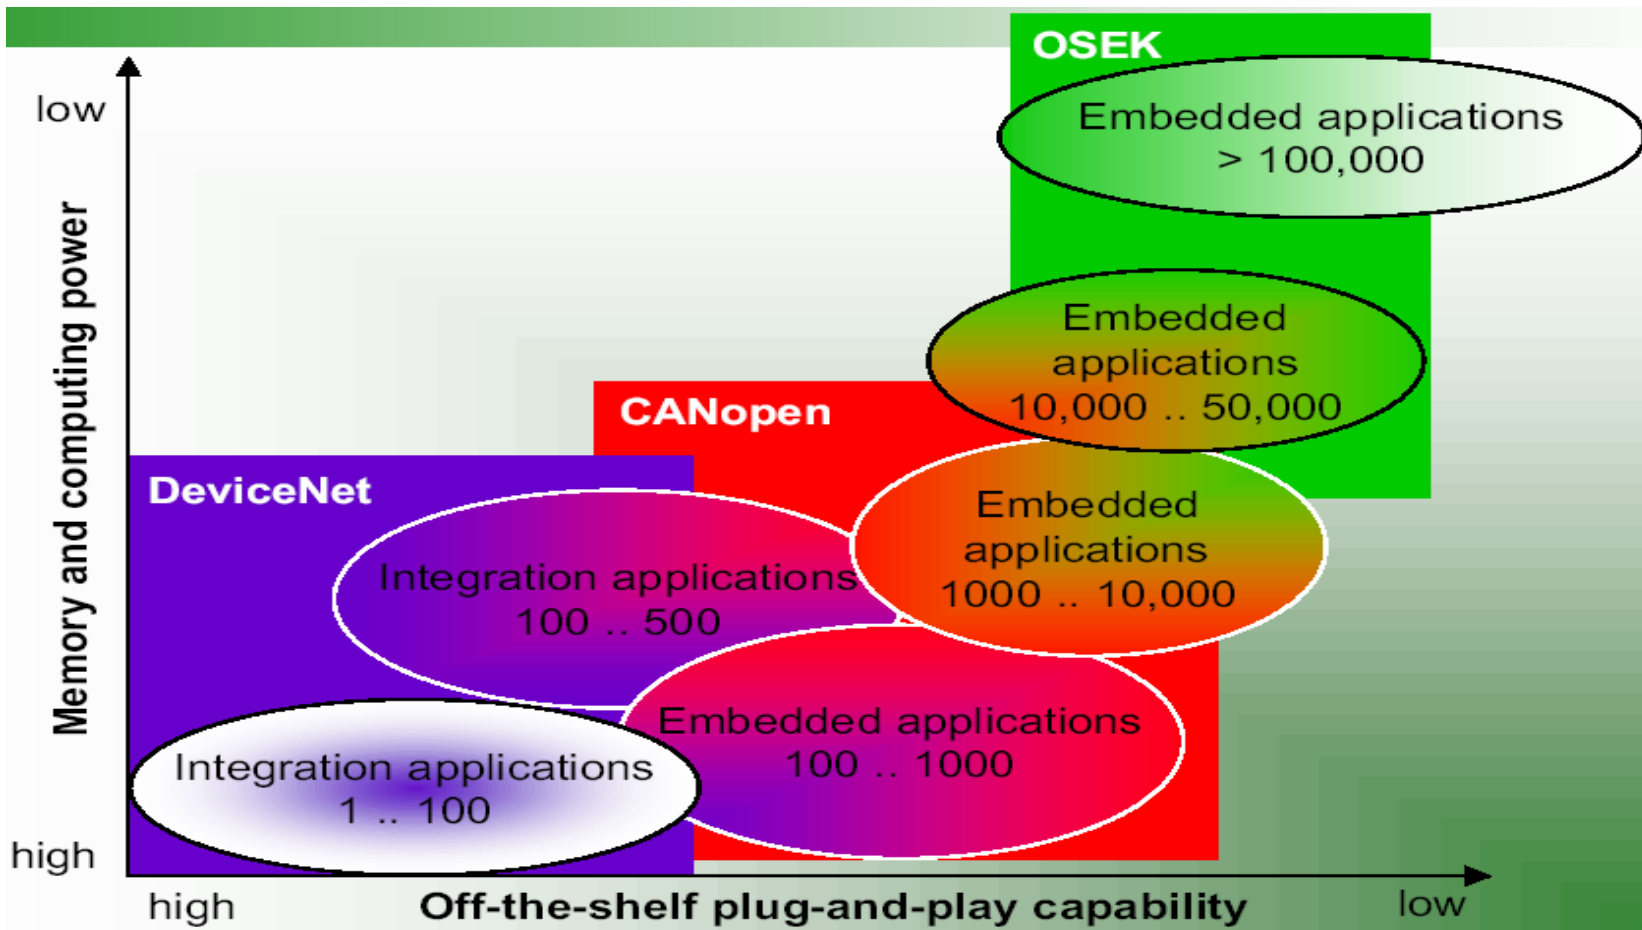 OSEK
low
Embedded applications
> 100,000
Memory and computing power
Embedded
applications
10,000 .. 50,000
CANopen
DeviceNet
Embedded
applications
1000 .. 10,000
Integration applications
100 .. 500
Embedded applications
100 .. 1000
Integration applications
1 .. 100
high
high
Off-the-shelf plug-and-play capability
low